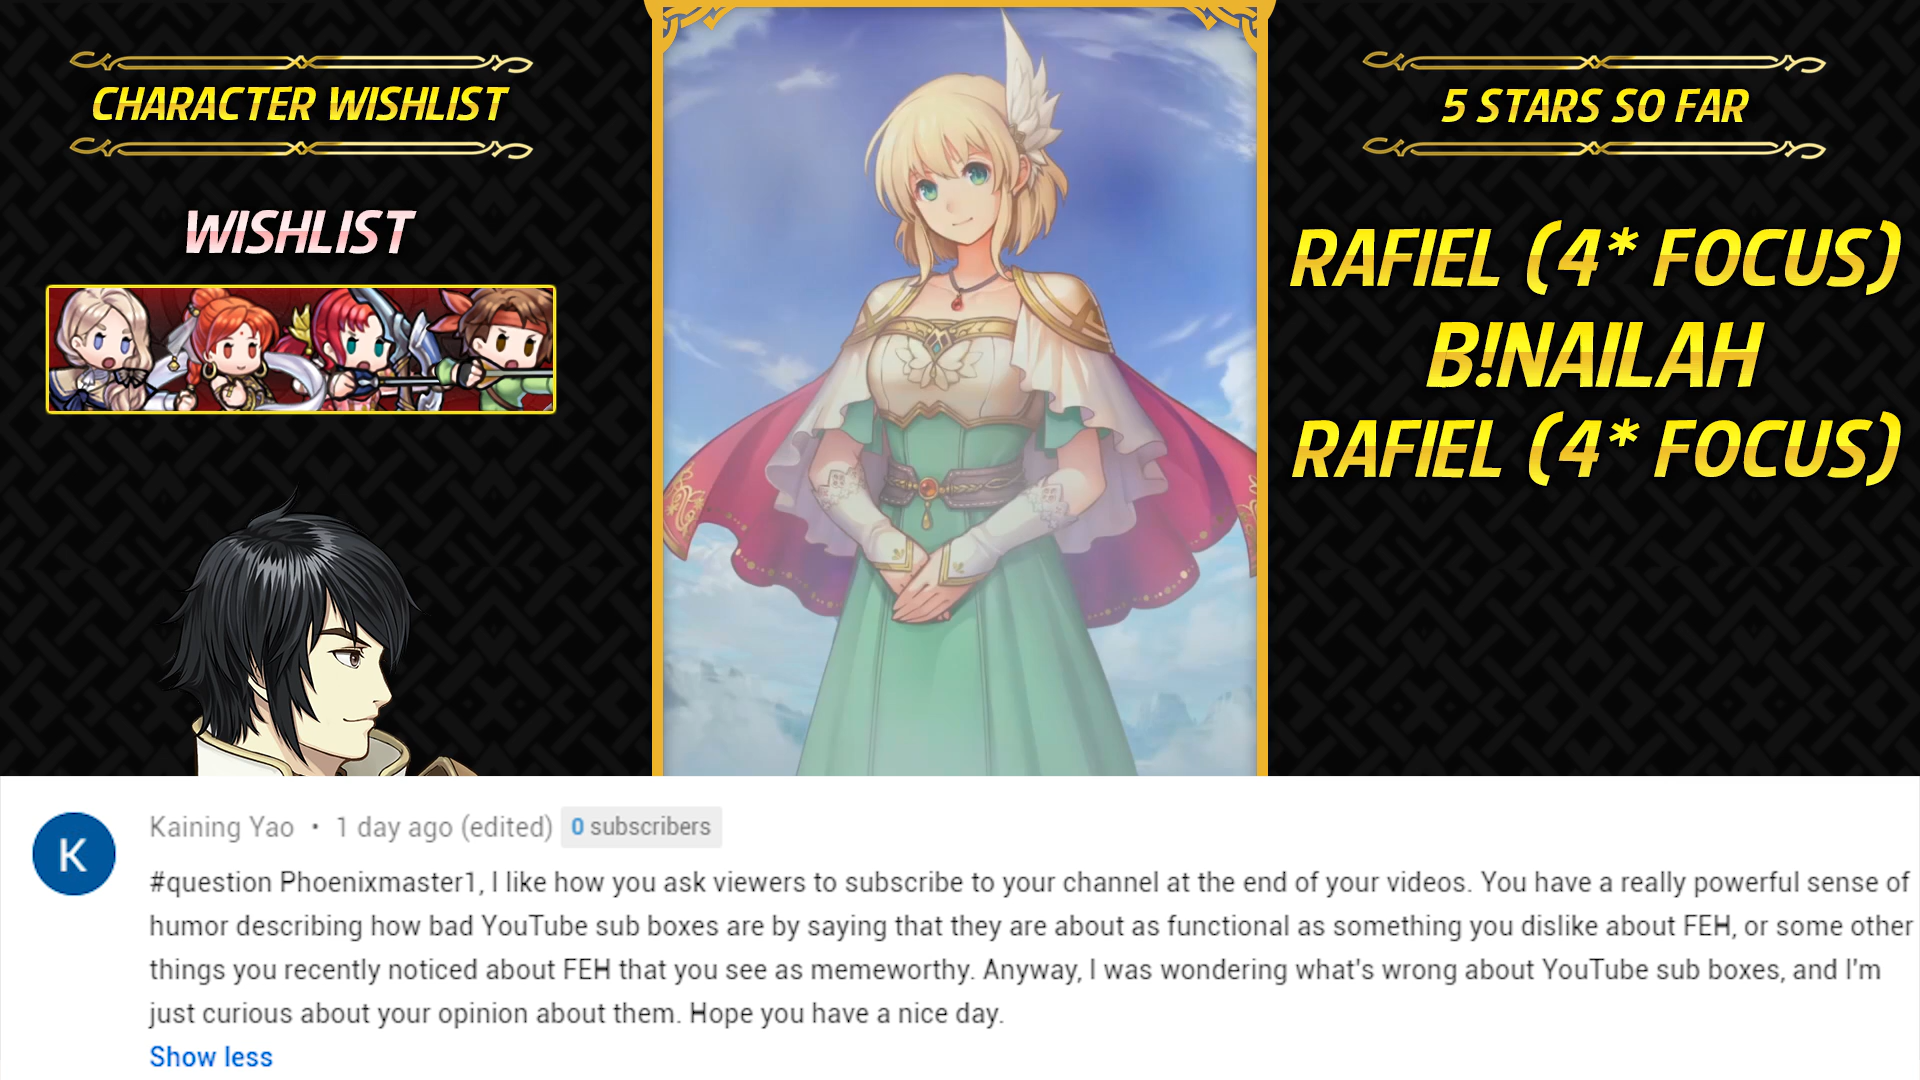 CHARACTER WISHLIST
WISHLIST
5 STARS SO FAR
RAFIEL (4* FOCUS)
B!NAILAH
RAFIEL (4* FOCUS)
K
Kaining Yao • 1 day ago (edited) 0 subscribers
#question Phoenixmaster1, I like how you ask viewers to subscribe to your channel at the end of your videos. You have a really powerful sense of
humor describing how bad YouTube sub boxes are by saying that they are about as functional as something you dislike about FEH, or some other
things you recently noticed about FEH that you see as memeworthy. Anyway, I was wondering what's wrong about YouTube sub boxes, and I'm
just curious about your opinion about them. Hope you have a nice day.
Show less